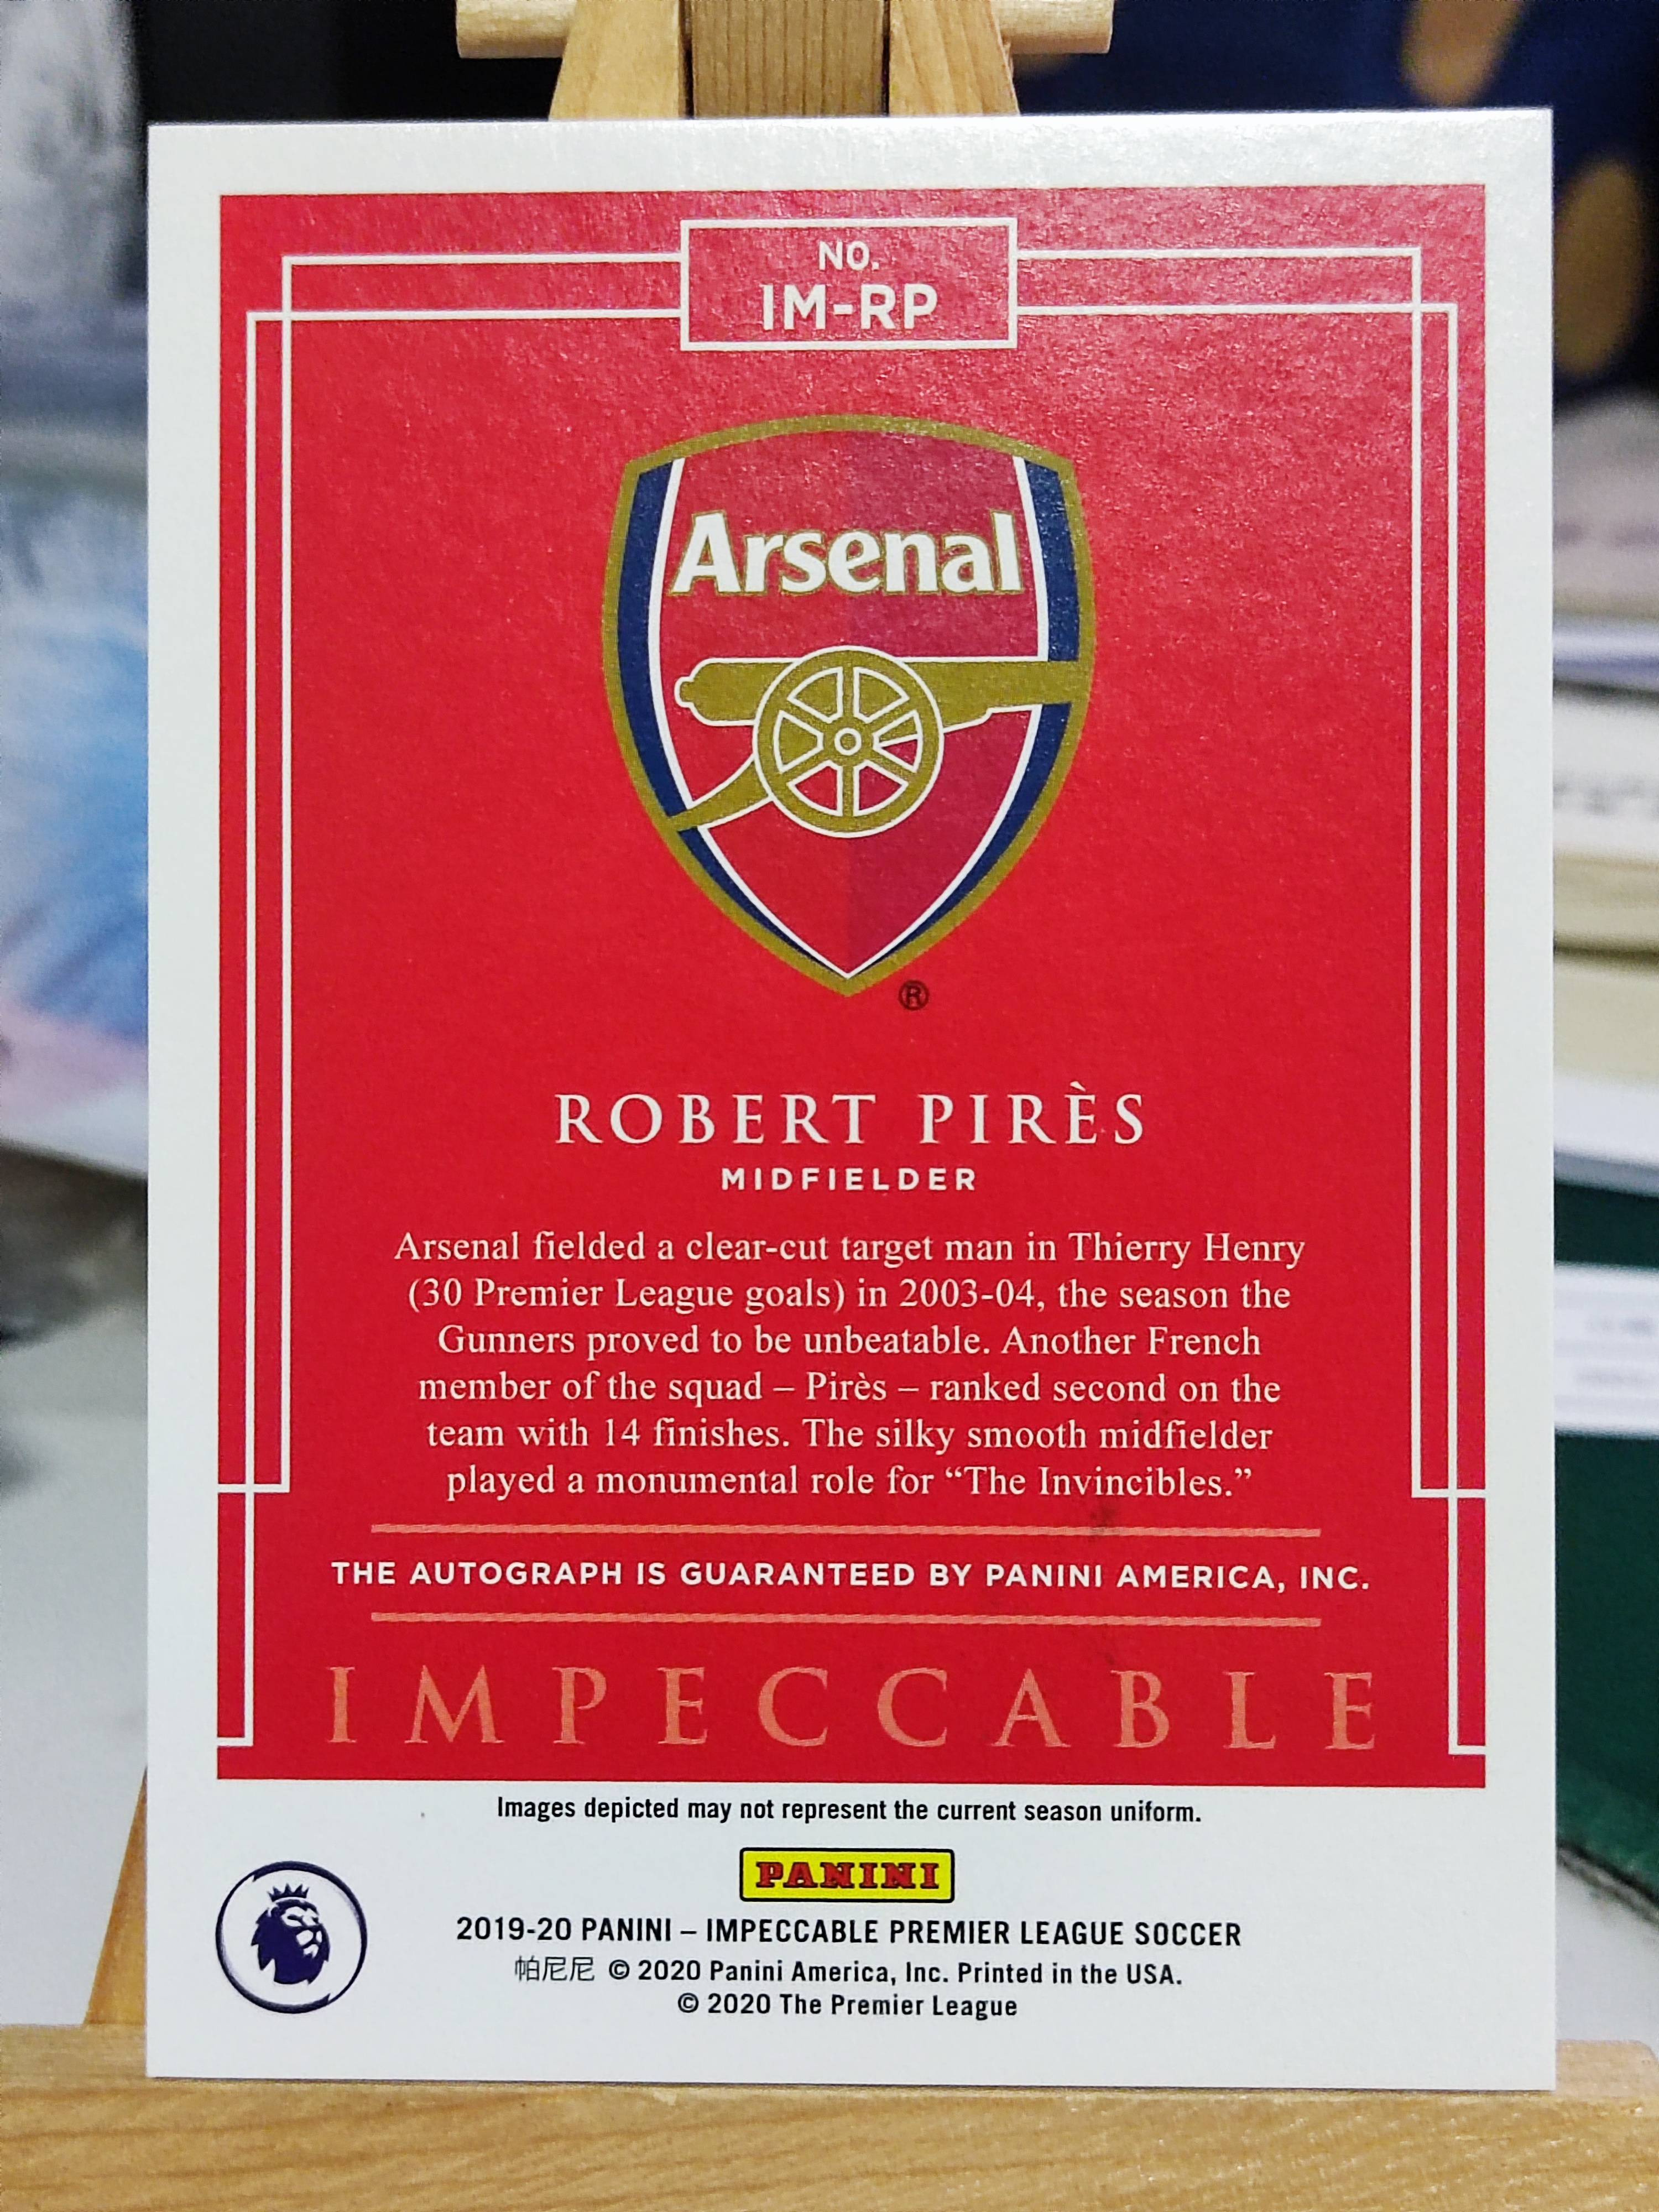 NO.
IM-RP
Arsenal
®
ROBERT PIRÈS
MIDFIELDER
Arsenal fielded a clear-cut target man in Thierry Henry
(30 Premier League goals) in 2003-04, the season the
Gunners proved to be unbeatable. Another French
member of the squad – Pirès – ranked second on the
team with 14 finishes. The silky smooth midfielder
played a monumental role for “The Invincibles.”
THE AUTOGRAPH IS GUARANTEED BY PANINI AMERICA, INC.
IMPECCABLE
Images depicted may not represent the current season uniform.
PANINI
2019-20 PANINI – IMPECCABLE PREMIER LEAGUE SOCCER
帕尼尼 © 2020 Panini America, Inc. Printed in the USA.
© 2020 The Premier League